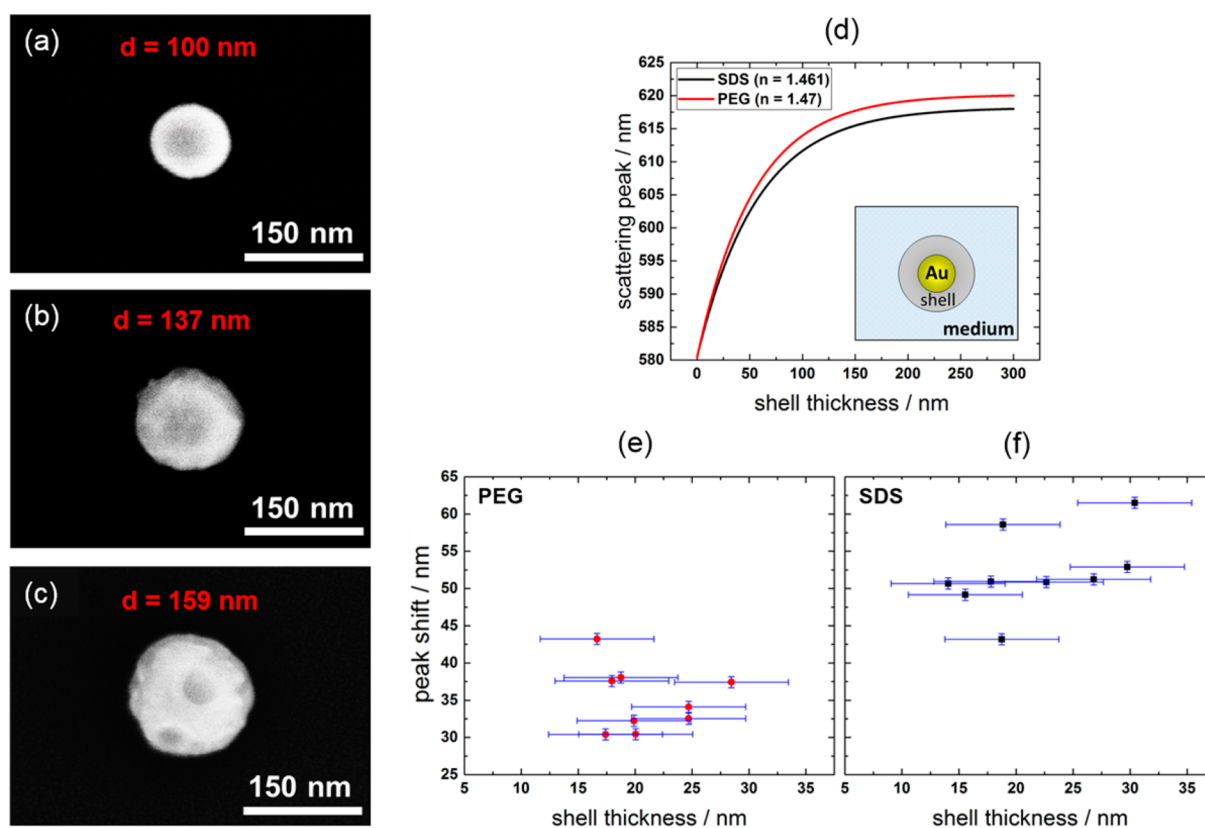 (a)
d = 100 nm
150 nm
(b)
d = 137 nm
150 nm
(c)
d = 159 nm
150 nm
(d)
625
620
615
610
605
600
595
590
585
580
scattering peak / nm
SDS (n = 1.461)
PEG (n = 1.47)
Au
shell
medium
0 50 100 150 200 250 300
shell thickness / nm
(e)
65
60
55
50
45
40
35
30
25
peak shift / nm
PEG
5 10 15 20 25 30 35
shell thickness / nm
(f)
SDS
5 10 15 20 25 30 35
shell thickness / nm